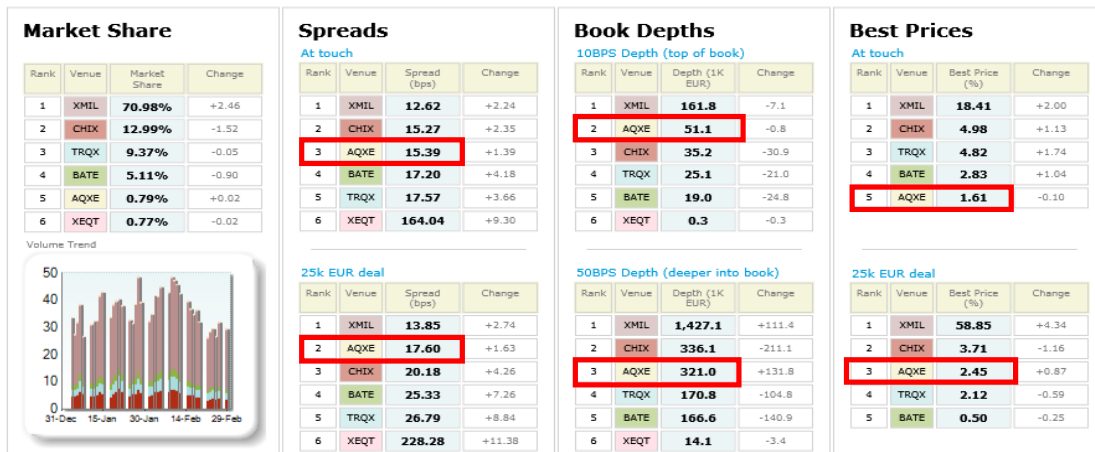 Market Share
Rank Venue Market Share Change
1 XMIL 70.98% +2.46
2 CHIX 12.99% -1.52
3 TRQX 9.37% -0.05
4 BATE 5.11% -0.90
5 AQXE 0.79% +0.02
6 XEQT 0.77% -0.02
Volume Trend
50
40
30
20
10
0
31-Dec 15-Jan 30-Jan 14-Feb 29-Feb
Spreads
At touch
Rank Venue Spread (bps) Change
1 XMIL 12.62 +2.24
2 CHIX 15.27 +2.35
3 AQXE 15.39 +1.39
4 BATE 17.20 +4.18
5 TRQX 17.57 +3.66
6 XEQT 164.04 +9.30
25k EUR deal
Rank Venue Spread (bps) Change
1 XMIL 13.85 +2.74
2 AQXE 17.60 +1.63
3 CHIX 20.18 +4.26
4 BATE 25.33 +7.26
5 TRQX 26.79 +8.84
6 XEQT 228.28 +11.38
Book Depths
10BPS Depth (top of book)
Rank Venue Depth (1K EUR) Change
1 XMIL 161.8 -7.1
2 AQXE 51.1 -0.8
3 CHIX 35.2 -30.9
4 TRQX 25.1 -21.0
5 BATE 19.0 -24.8
6 XEQT 0.3 -0.3
50BPS Depth (deeper into book)
Rank Venue Depth (1K EUR) Change
1 XMIL 1,427.1 +111.4
2 CHIX 336.1 -211.1
3 AQXE 321.0 +131.8
4 TRQX 170.8 -104.8
5 BATE 166.6 -140.9
6 XEQT 14.1 -3.4
Best Prices
At touch
Rank Venue Best Price (%) Change
1 XMIL 18.41 +2.00
2 CHIX 4.98 +1.13
3 TRQX 4.82 +1.74
4 BATE 2.83 +1.04
5 AQXE 1.61 -0.10
25k EUR deal
Rank Venue Best Price (%) Change
1 XMIL 58.85 +4.34
2 CHIX 3.71 -1.16
3 AQXE 2.45 +0.87
4 TRQX 2.12 -0.59
5 BATE 0.50 -0.25